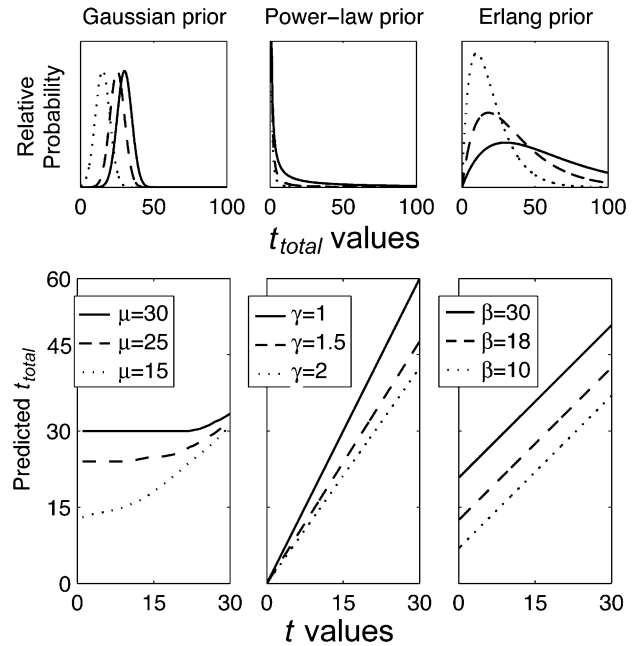 Gaussian prior Power−law prior Erlang prior
Relative
Probability
0 50 100 0 50 100 0 50 100
t_total values
60
45
30
15
0
Predicted t_total
μ=30
μ=25
μ=15
γ=1
γ=1.5
γ=2
β=30
β=18
β=10
0 15 30 0 15 30 0 15 30
t values